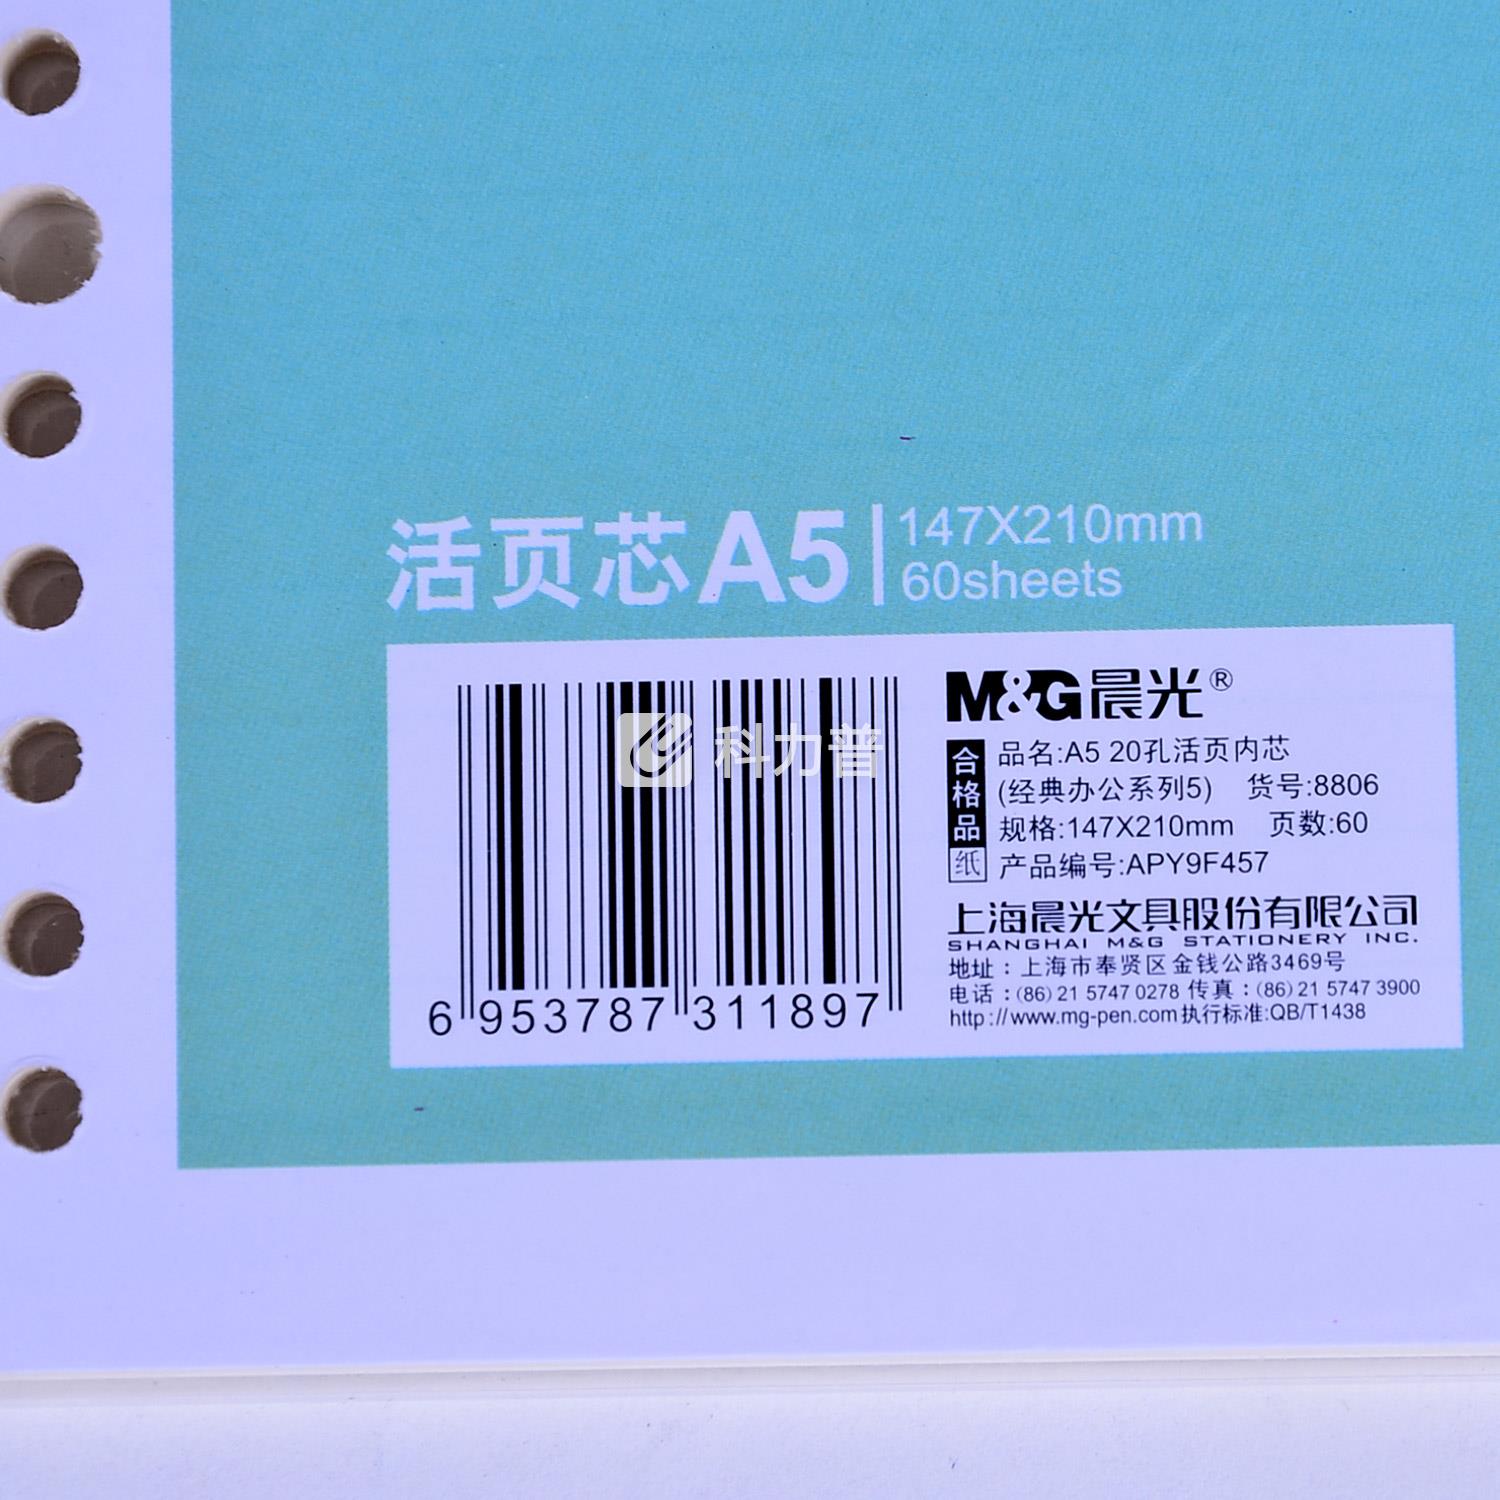 活页芯A5
147X210mm
60sheets
M&G晨光®
合格品
纸
品名:A5 20孔活页内芯
(经典办公系列5) 货号:8806
规格:147X210mm 页数:60
产品编号:APY9F457
上海晨光文具股份有限公司
SHANGHAI M&G STATIONERY INC.
地址：上海市奉贤区金钱公路3469号
电话：(86) 21 5747 0278 传真：(86) 21 5747 3900
http://www.mg-pen.com执行标准:QB/T1438
6 953787 311897
科力普